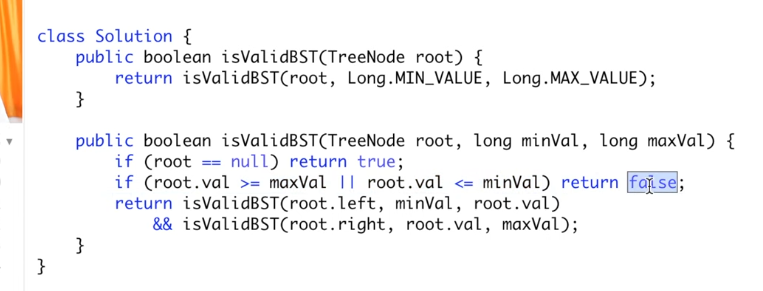 class Solution {
    public boolean isValidBST(TreeNode root) {
        return isValidBST(root, Long.MIN_VALUE, Long.MAX_VALUE);
    }

    public boolean isValidBST(TreeNode root, long minVal, long maxVal) {
        if (root == null) return true;
        if (root.val >= maxVal || root.val <= minVal) return false;
        return isValidBST(root.left, minVal, root.val)
            && isValidBST(root.right, root.val, maxVal);
    }
}